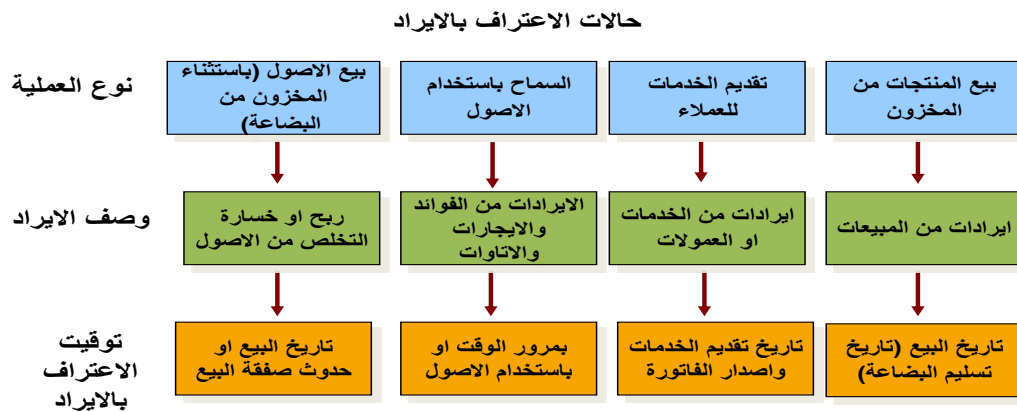 حالات الاعتراف بالايراد
نوع العملية
بيع المنتجات من
المخزون
تقديم الخدمات
للعملاء
السماح باستخدام
الاصول
بيع الاصول (باستثناء
المخزون من
البضاعة)
وصف الايراد
ايرادات من المبيعات
ايرادات من الخدمات
او العمولات
الايرادات من الفوائد
والايجارات
والاتاوات
ربح او خسارة
التخلص من الاصول
توقيت
الاعتراف
بالايراد
تاريخ البيع (تاريخ
تسليم البضاعة)
تاريخ تقديم الخدمات
واصدار الفاتورة
بمرور الوقت او
باستخدام الاصول
تاريخ البيع او
حدوث صفقة البيع